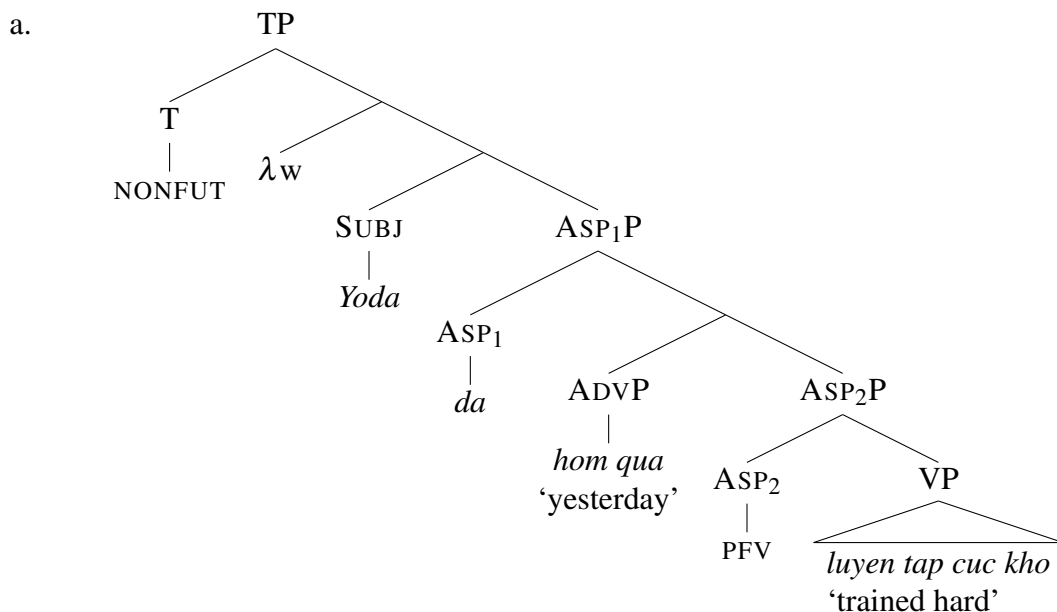 a.
TP
T
NONFUT
λw
SUBJ
Yoda
ASP₁P
ASP₁
da
ADVP
hom qua
‘yesterday’
ASP₂P
ASP₂
PFV
VP
luyen tap cuc kho
‘trained hard’